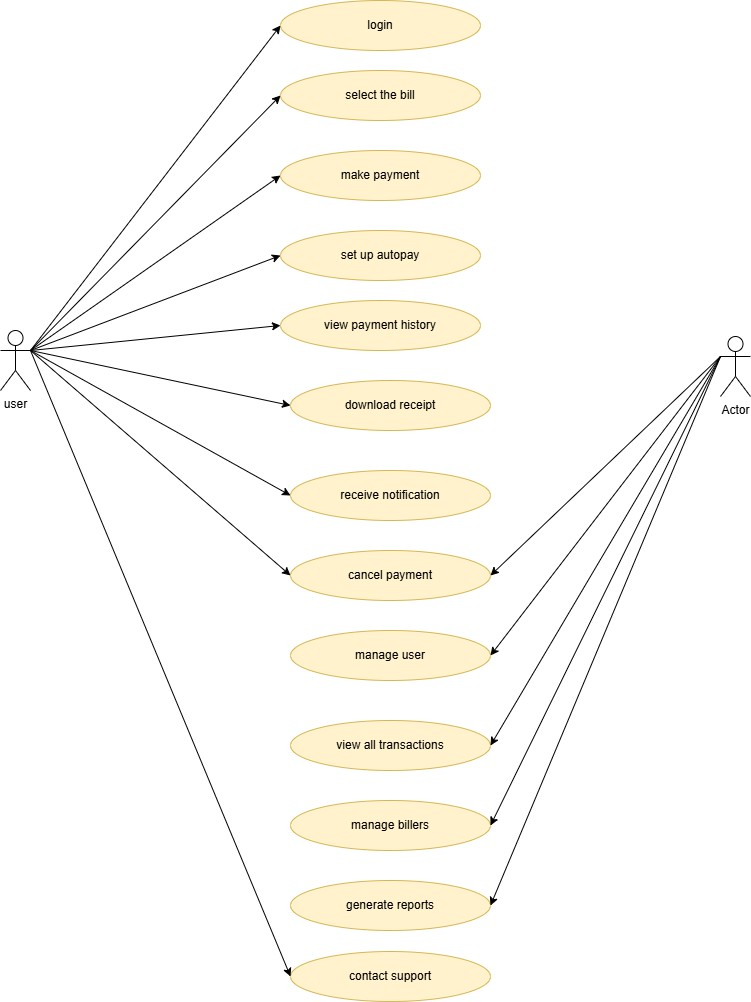 login
select the bill
make payment
set up autopay
view payment history
user
download receipt
Actor
receive notification
cancel payment
manage user
view all transactions
manage billers
generate reports
contact support